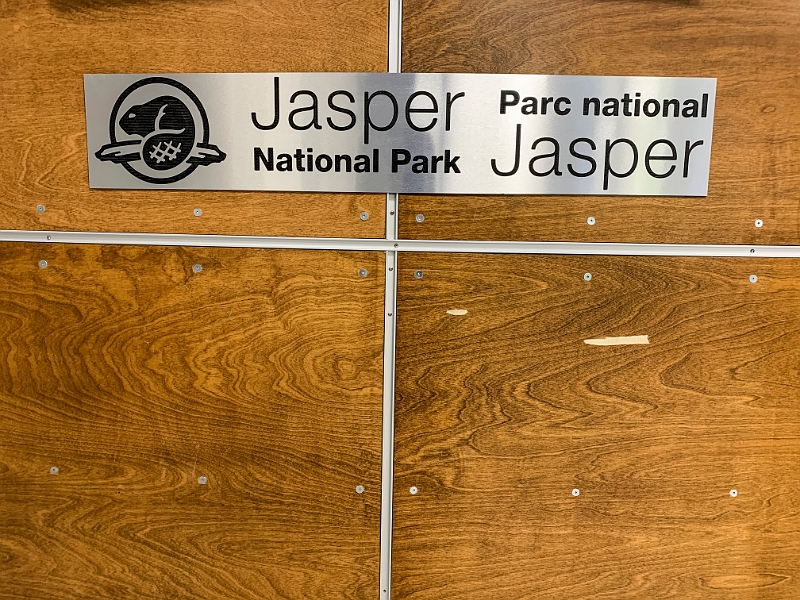 Jasper
National Park
Parc national
Jasper